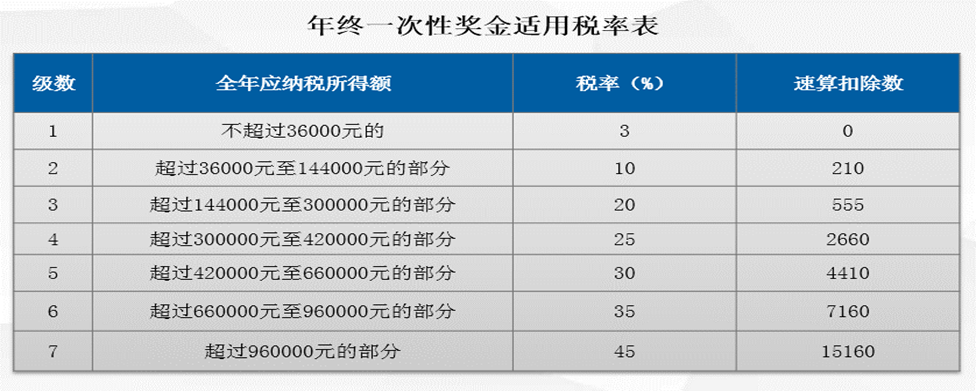 年终一次性奖金适用税率表
级数 全年应纳税所得额 税率（%） 速算扣除数
1 不超过36000元的 3 0
2 超过36000元至144000元的部分 10 210
3 超过144000元至300000元的部分 20 555
4 超过300000元至420000元的部分 25 2660
5 超过420000元至660000元的部分 30 4410
6 超过660000元至960000元的部分 35 7160
7 超过960000元的部分 45 15160